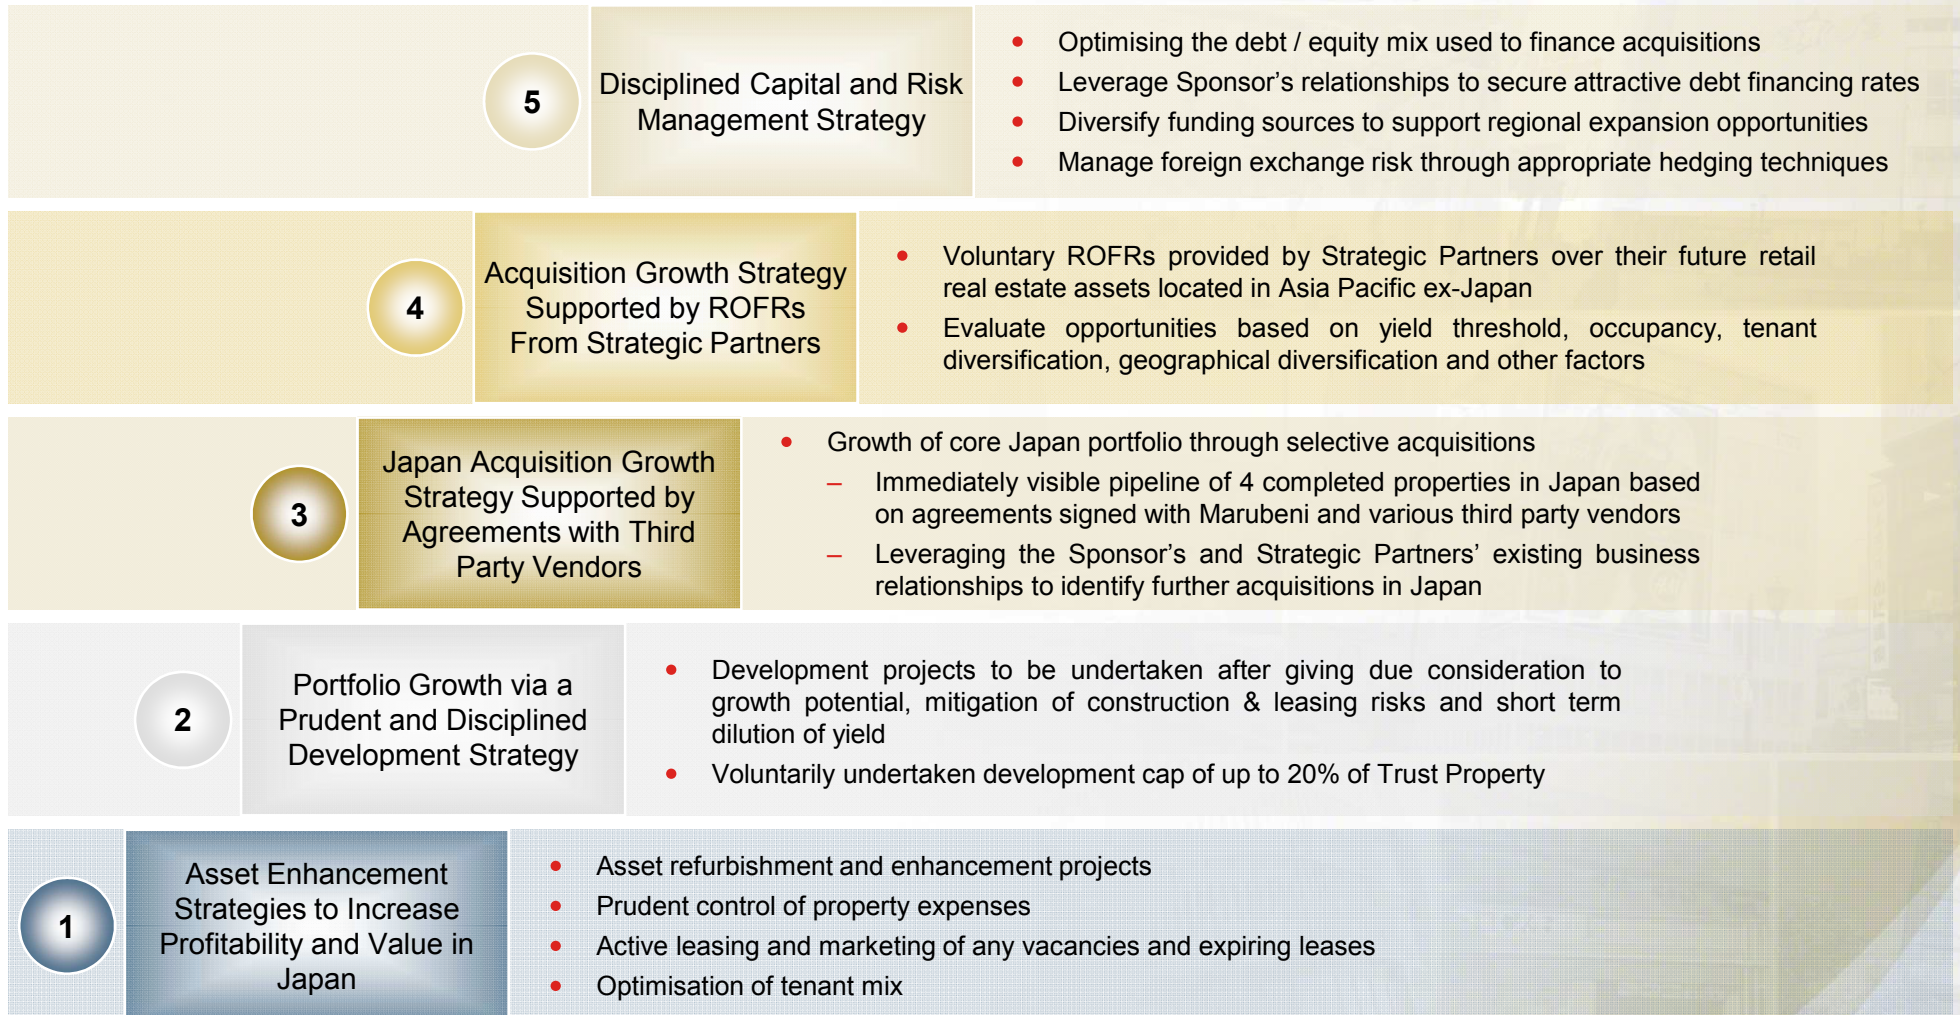 5
Disciplined Capital and Risk
Management Strategy
• Optimising the debt / equity mix used to finance acquisitions
• Leverage Sponsor’s relationships to secure attractive debt financing rates
• Diversify funding sources to support regional expansion opportunities
• Manage foreign exchange risk through appropriate hedging techniques
4
Acquisition Growth Strategy
Supported by ROFRs
From Strategic Partners
• Voluntary ROFRs provided by Strategic Partners over their future retail
real estate assets located in Asia Pacific ex-Japan
• Evaluate opportunities based on yield threshold, occupancy, tenant
diversification, geographical diversification and other factors
3
Japan Acquisition Growth
Strategy Supported by
Agreements with Third
Party Vendors
• Growth of core Japan portfolio through selective acquisitions
– Immediately visible pipeline of 4 completed properties in Japan based
on agreements signed with Marubeni and various third party vendors
– Leveraging the Sponsor’s and Strategic Partners’ existing business
relationships to identify further acquisitions in Japan
2
Portfolio Growth via a
Prudent and Disciplined
Development Strategy
• Development projects to be undertaken after giving due consideration to
growth potential, mitigation of construction & leasing risks and short term
dilution of yield
• Voluntarily undertaken development cap of up to 20% of Trust Property
1
Asset Enhancement
Strategies to Increase
Profitability and Value in
Japan
• Asset refurbishment and enhancement projects
• Prudent control of property expenses
• Active leasing and marketing of any vacancies and expiring leases
• Optimisation of tenant mix